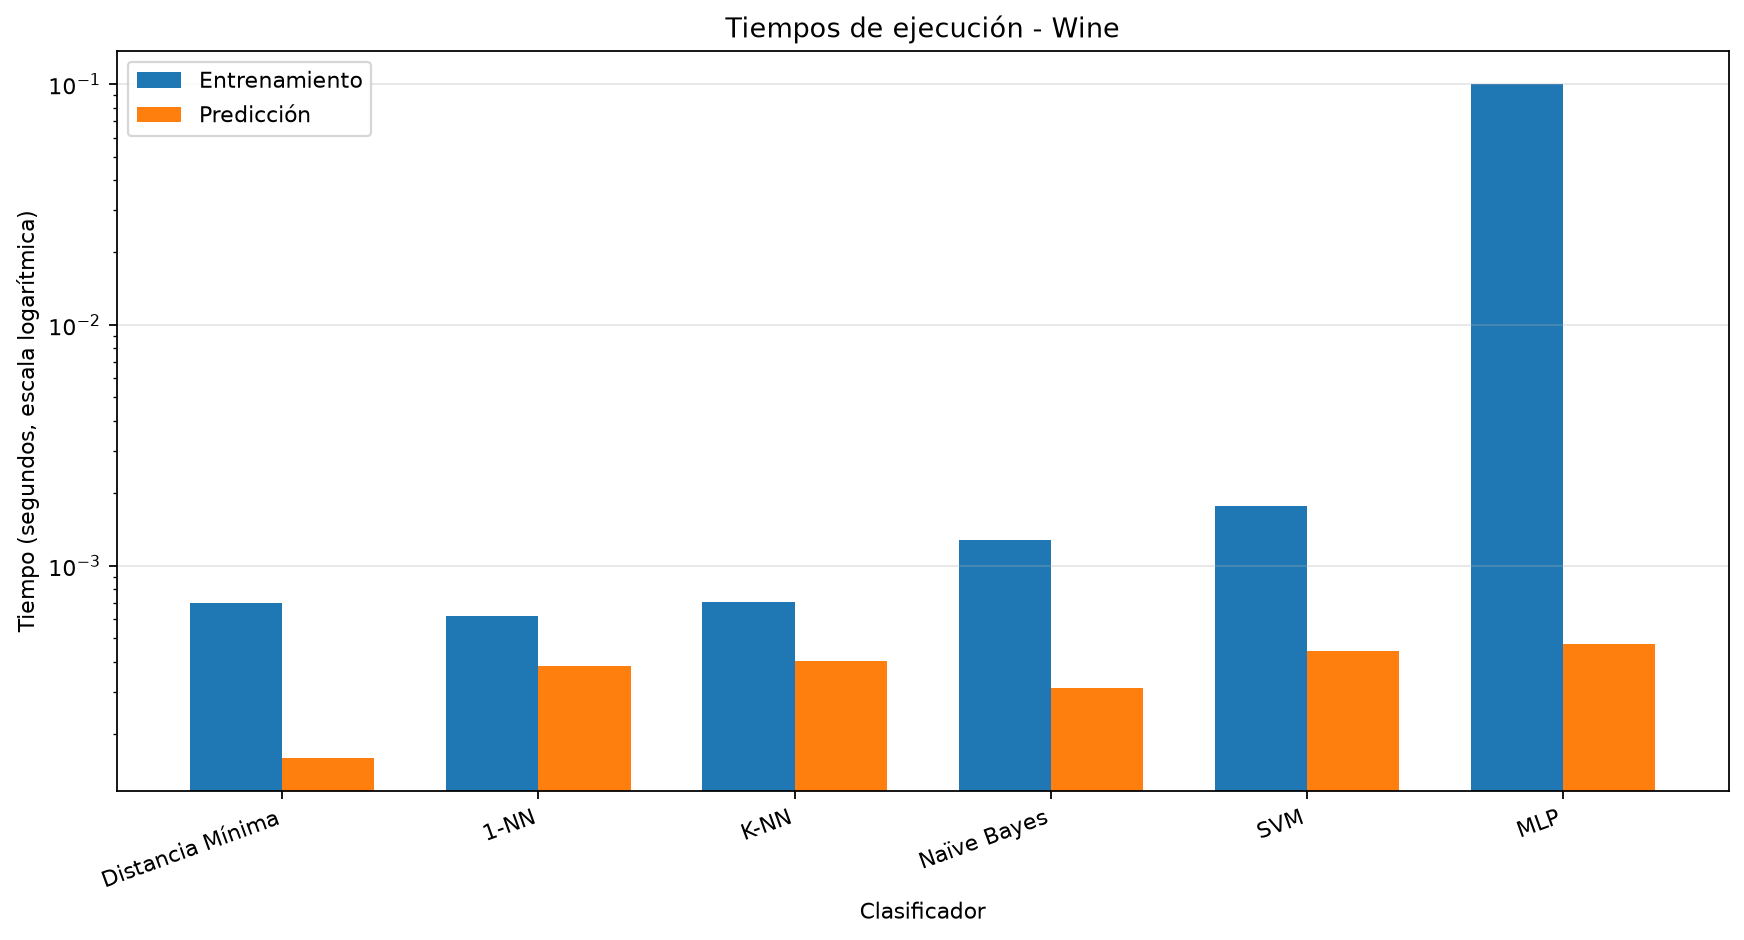 Tiempos de ejecución - Wine
Entrenamiento
Predicción
Tiempo (segundos, escala logarítmica)
10⁻¹
10⁻²
10⁻³
Distancia Mínima
1-NN
K-NN
Naïve Bayes
SVM
MLP
Clasificador